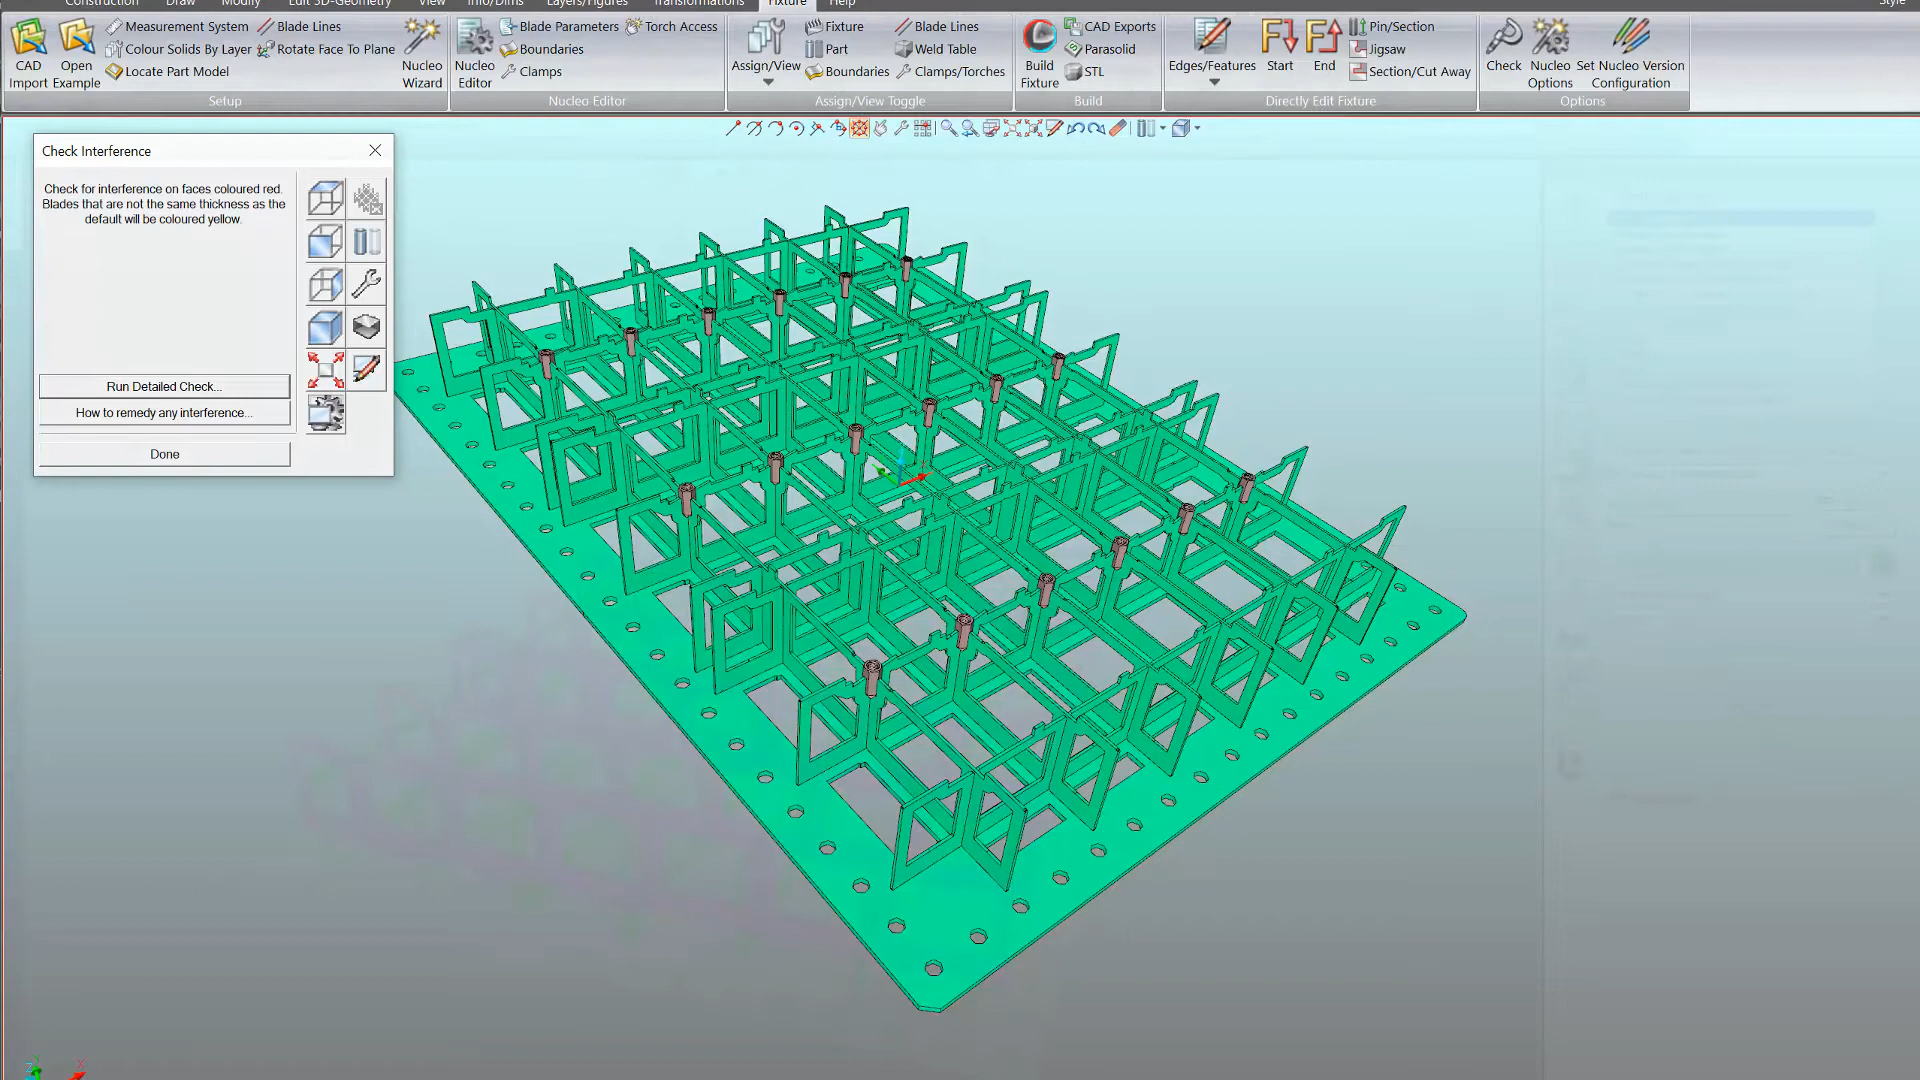 Construction Draw Modify Edit 3D-Geometry View Info/Dims Layers/Figures Transformations Fixture Help Style
Measurement System Blade Lines
Colour Solids By Layer Rotate Face To Plane
Locate Part Model
CAD Import
Open Example
Nucleo Wizard
Setup
Nucleo Editor
Blade Parameters Torch Access
Boundaries
Clamps
Nucleo Editor
Assign/View
Fixture Blade Lines
Part Weld Table
Boundaries Clamps/Torches
Assign/View Toggle
Build Fixture
CAD Exports
Parasolid
STL
Build
Edges/Features
Start
End
Pin/Section
Jigsaw
Section/Cut Away
Directly Edit Fixture
Check
Nucleo Options
Set Nucleo Version Configuration
Options
Check Interference
Check for interference on faces coloured red.
Blades that are not the same thickness as the
default will be coloured yellow.
Run Detailed Check...
How to remedy any interference...
Done